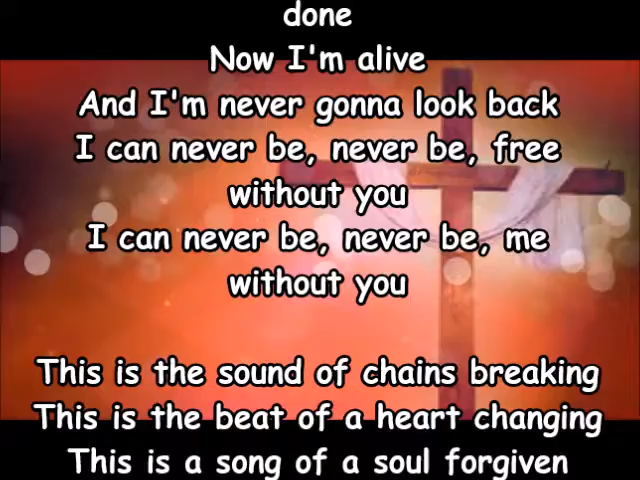 done
Now I'm alive
And I'm never gonna look back
I can never be, never be, free
without you
I can never be, never be, me
without you
This is the sound of chains breaking
This is the beat of a heart changing
This is a song of a soul forgiven